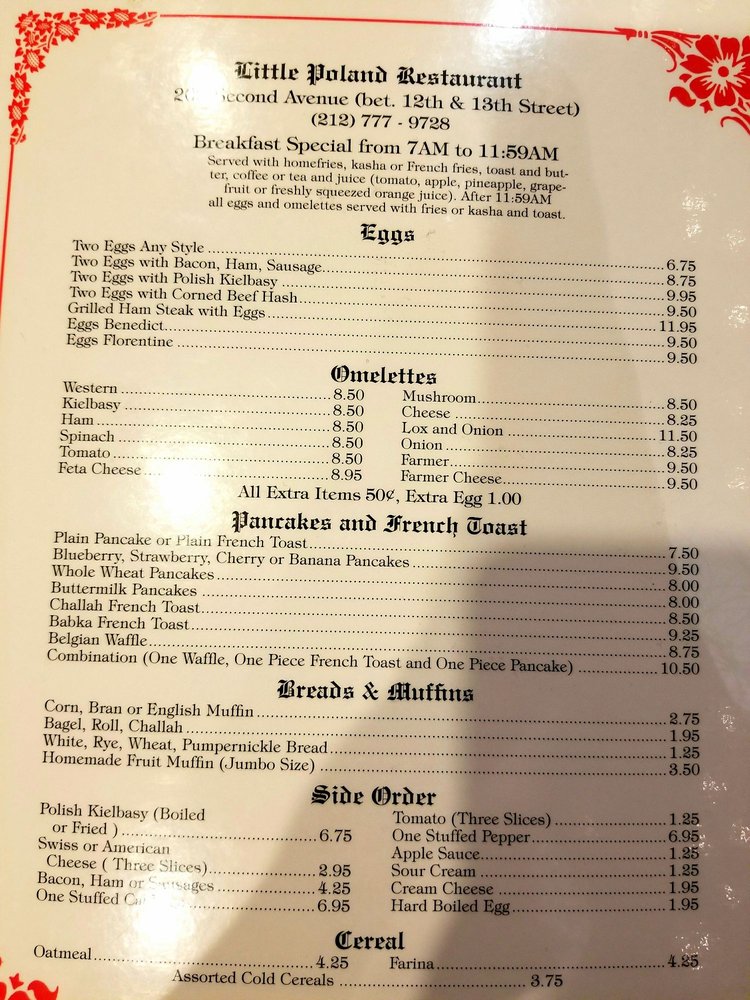 Little Poland Restaurant
Second Avenue (bet. 12th & 13th Street)
(212) 777 - 9728
Breakfast Special from 7AM to 11:59AM
Served with homefries, kasha or French fries, toast and but-
ter, coffee or tea and juice (tomato, apple, pineapple, grape-
fruit or freshly squeezed orange juice). After 11:59AM
all eggs and omelettes served with fries or kasha and toast.
Eggs
Two Eggs Any Style 6.75
Two Eggs with Bacon, Ham, Sausage 8.75
Two Eggs with Polish Kielbasy 9.95
Two Eggs with Corned Beef Hash 9.50
Grilled Ham Steak with Eggs 11.95
Eggs Benedict 9.50
Eggs Florentine 9.50
Omelettes
Western 8.50
Kielbasy 8.50
Ham 8.50
Spinach 8.50
Tomato 8.50
Feta Cheese 8.95
Mushroom 8.50
Cheese 8.25
Lox and Onion 11.50
Onion 8.25
Farmer 9.50
Farmer Cheese 9.50
All Extra Items 50¢, Extra Egg 1.00
Pancakes and French Toast
Plain Pancake or Plain French Toast 7.50
Blueberry, Strawberry, Cherry or Banana Pancakes 9.50
Whole Wheat Pancakes 8.00
Buttermilk Pancakes 8.00
Challah French Toast 8.50
Babka French Toast 9.25
Belgian Waffle 8.75
Combination (One Waffle, One Piece French Toast and One Piece Pancake) 10.50
Breads & Muffins
Corn, Bran or English Muffin 2.75
Bagel, Roll, Challah 1.95
White, Rye, Wheat, Pumpernickle Bread 1.25
Homemade Fruit Muffin (Jumbo Size) 3.50
Side Order
Polish Kielbasy (Boiled
or Fried ) 6.75
Swiss or American
Cheese ( Three Slices) 2.95
Bacon, Ham or Sausages 4.25
One Stuffed 6.95
Tomato (Three Slices) 1.25
One Stuffed Pepper 6.95
Apple Sauce 1.25
Sour Cream 1.25
Cream Cheese 1.95
Hard Boiled Egg 1.95
Cereal
Oatmeal 4.25
Farina 4.25
Assorted Cold Cereals 3.75